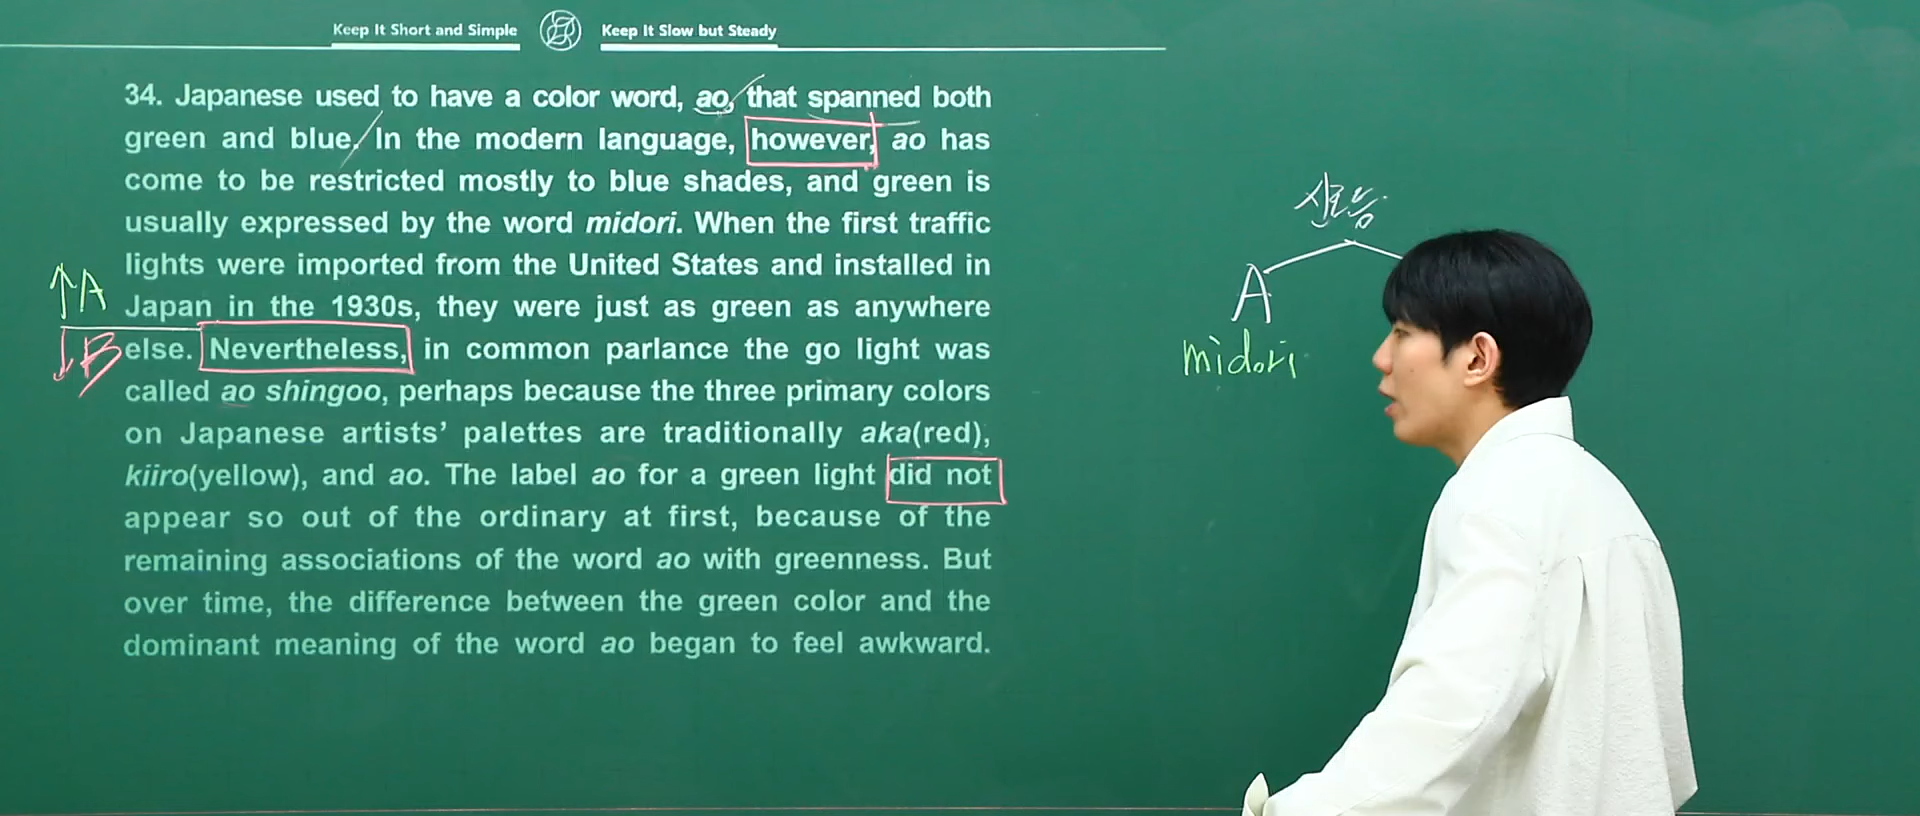 Keep It Short and Simple
Keep It Slow but Steady
34. Japanese used to have a color word, ao, that spanned both
green and blue. In the modern language, however, ao has
come to be restricted mostly to blue shades, and green is
usually expressed by the word midori. When the first traffic
lights were imported from the United States and installed in
Japan in the 1930s, they were just as green as anywhere
else. Nevertheless, in common parlance the go light was
called ao shingoo, perhaps because the three primary colors
on Japanese artists' palettes are traditionally aka(red),
kiiro(yellow), and ao. The label ao for a green light did not
appear so out of the ordinary at first, because of the
remaining associations of the word ao with greenness. But
over time, the difference between the green color and the
dominant meaning of the word ao began to feel awkward.
↑A
↓B
신호등
A
midori